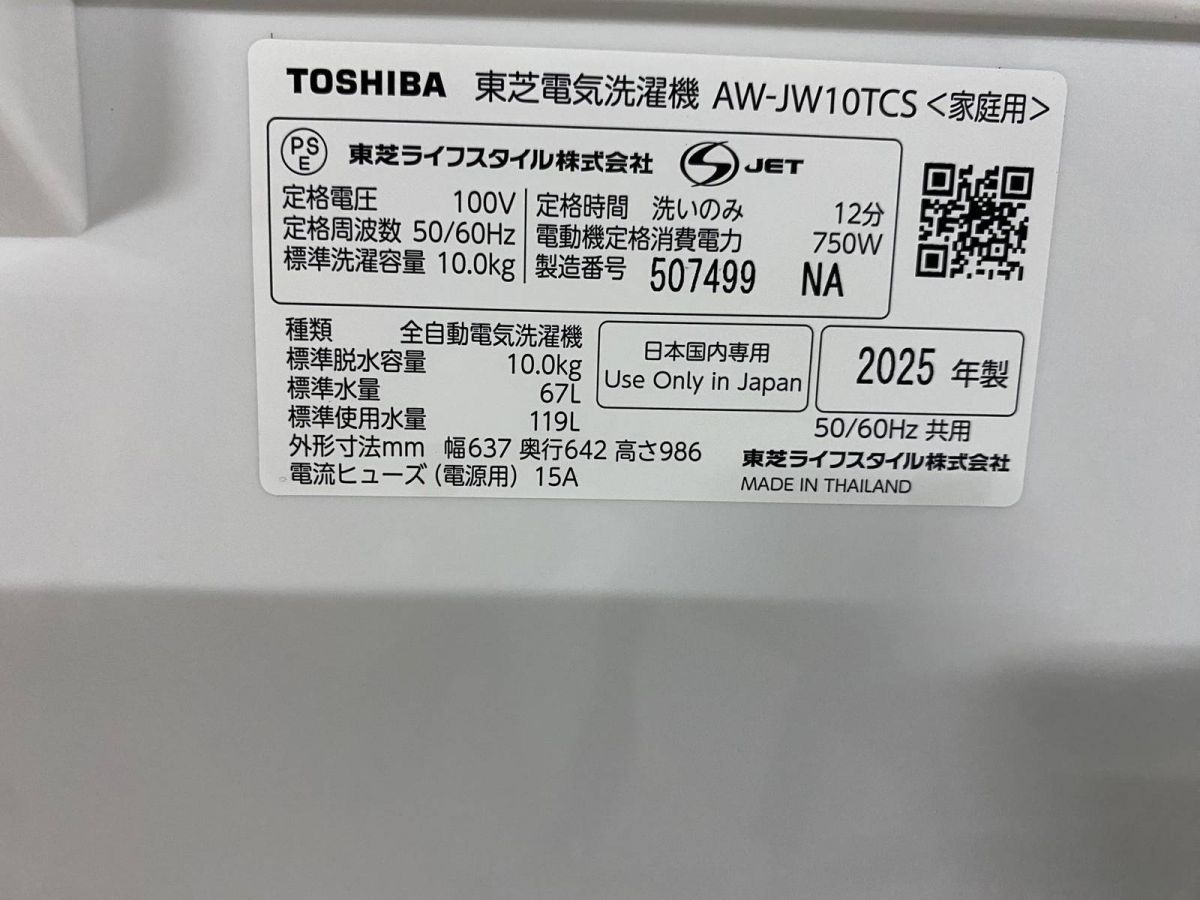 TOSHIBA 東芝電気洗濯機 AW-JW10TCS <家庭用>
PSE 東芝ライフスタイル株式会社 S JET
定格電圧 100V
定格周波数 50/60Hz
標準洗濯容量 10.0kg
定格時間 洗いのみ 12分
電動機定格消費電力 750W
製造番号 507499 NA
種類 全自動電気洗濯機
標準脱水容量 10.0kg
標準水量 67L
標準使用水量 119L
外形寸法mm 幅637 奥行642 高さ986
電流ヒューズ (電源用) 15A
日本国内専用
Use Only in Japan
2025 年製
50/60Hz 共用
東芝ライフスタイル株式会社
MADE IN THAILAND